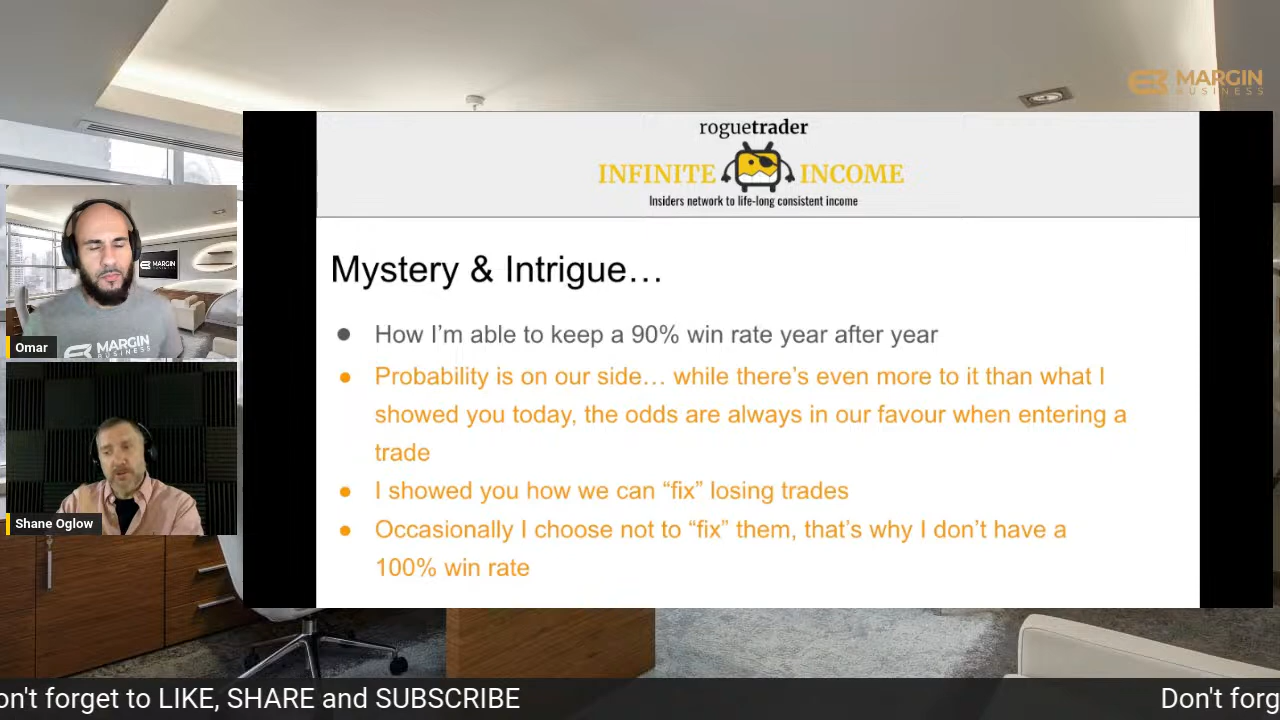 MARGIN
BUSINESS
roguetrader
INFINITE INCOME
Insiders network to life-long consistent income
Mystery & Intrigue…
● How I’m able to keep a 90% win rate year after year
● Probability is on our side… while there’s even more to it than what I
showed you today, the odds are always in our favour when entering a
trade
● I showed you how we can “fix” losing trades
● Occasionally I choose not to “fix” them, that’s why I don’t have a
100% win rate
MARGIN
MARGIN
BUSINESS
Omar
Shane Oglow
on't forget to LIKE, SHARE and SUBSCRIBE
Don't forg